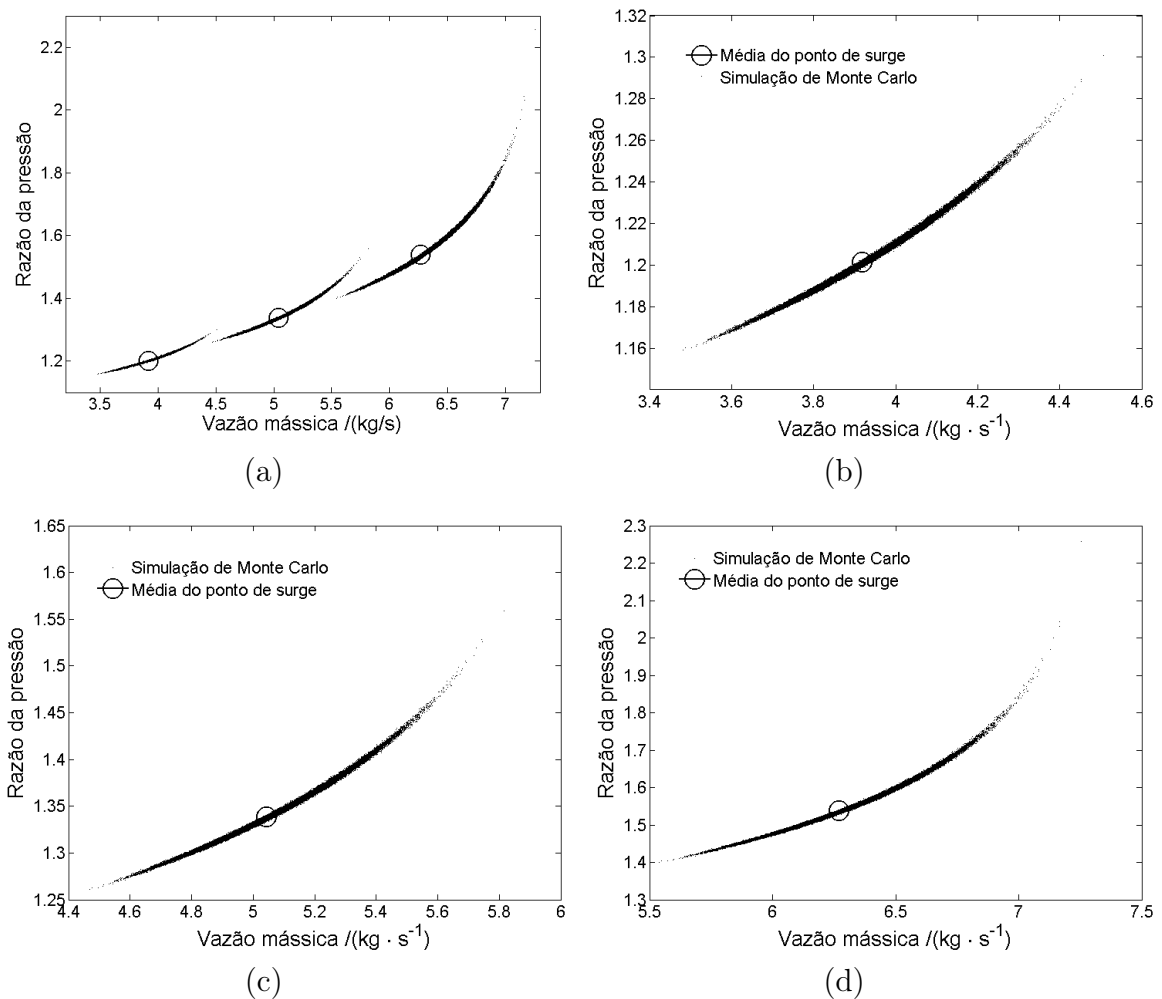 2.2
2
1.8
1.6
1.4
1.2
Razão da pressão
3.5 4 4.5 5 5.5 6 6.5 7
Vazão mássica /(kg/s)
(a)
1.32
1.3
1.28
1.26
1.24
1.22
1.2
1.18
1.16
Razão da pressão
Média do ponto de surge
Simulação de Monte Carlo
3.4 3.6 3.8 4 4.2 4.4 4.6
Vazão mássica /(kg · s⁻¹)
(b)
1.65
1.6
1.55
1.5
1.45
1.4
1.35
1.3
1.25
Razão da pressão
Simulação de Monte Carlo
Média do ponto de surge
4.4 4.6 4.8 5 5.2 5.4 5.6 5.8 6
Vazão mássica /(kg · s⁻¹)
(c)
2.3
2.2
2.1
2
1.9
1.8
1.7
1.6
1.5
1.4
1.3
Razão da pressão
Simulação de Monte Carlo
Média do ponto de surge
5.5 6 6.5 7 7.5
Vazão mássica /(kg · s⁻¹)
(d)